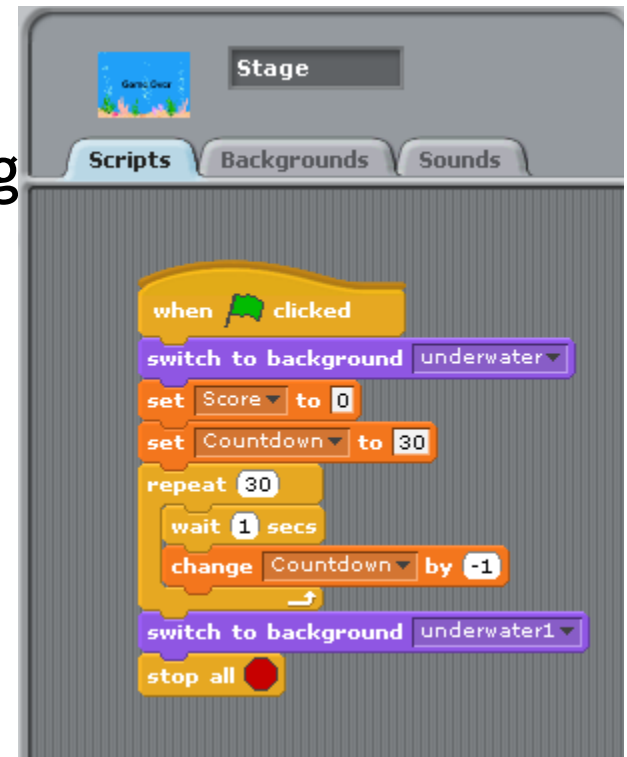 Game Over
Stage
g
Scripts Backgrounds Sounds
when clicked
switch to background underwater
set Score to 0
set Countdown to 30
repeat 30
wait 1 secs
change Countdown by -1
switch to background underwater1
stop all